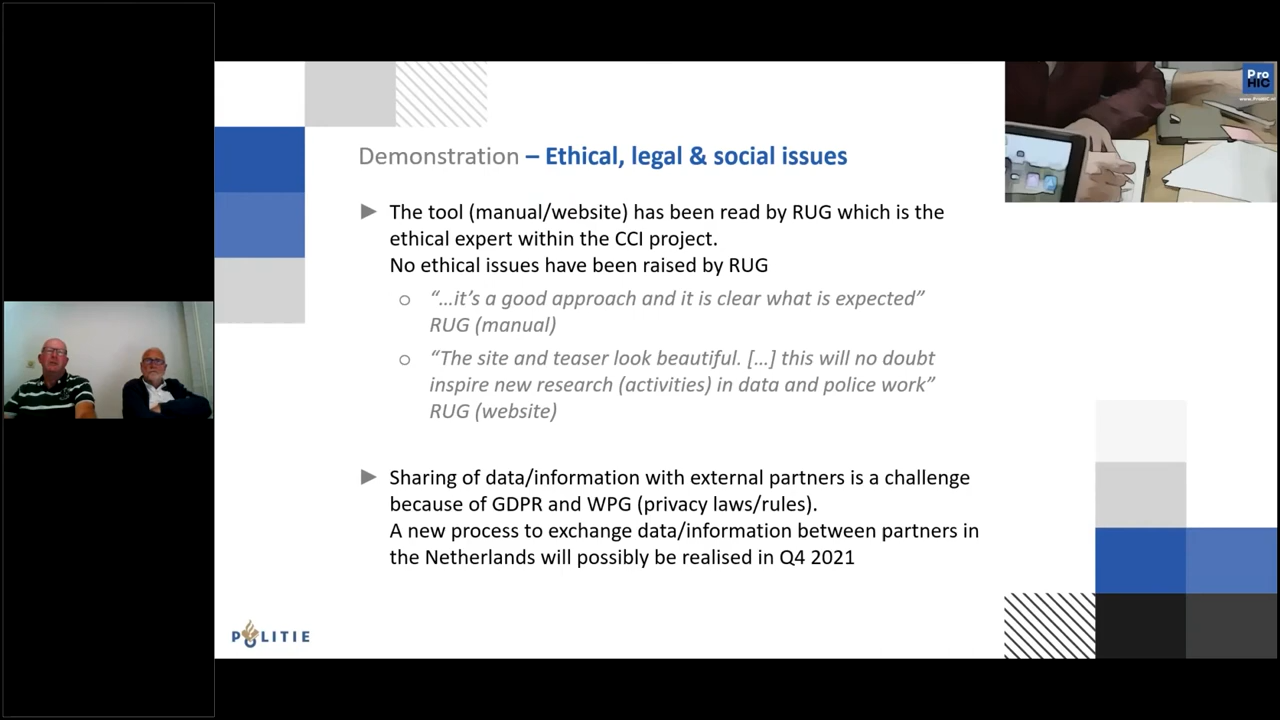 Pro
HIC
www.ProHIC.nl
Demonstration – Ethical, legal & social issues
The tool (manual/website) has been read by RUG which is the
ethical expert within the CCI project.
No ethical issues have been raised by RUG
“…it’s a good approach and it is clear what is expected”
RUG (manual)
“The site and teaser look beautiful. […] this will no doubt
inspire new research (activities) in data and police work”
RUG (website)
Sharing of data/information with external partners is a challenge
because of GDPR and WPG (privacy laws/rules).
A new process to exchange data/information between partners in
the Netherlands will possibly be realised in Q4 2021
POLITIE